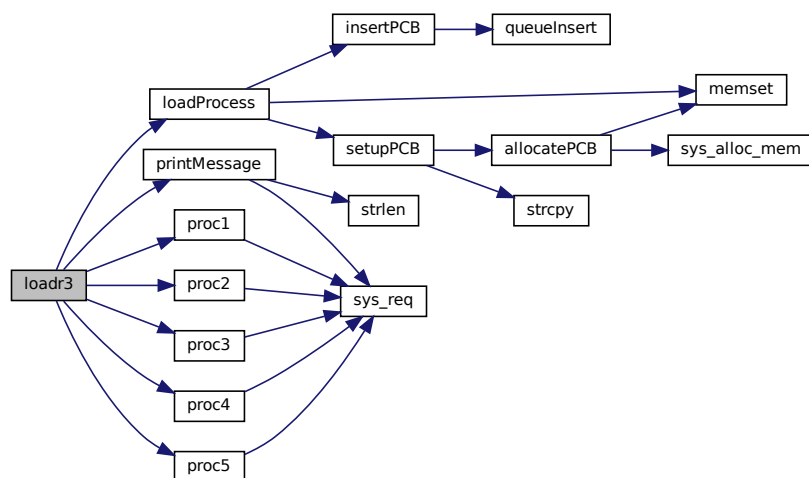 insertPCB
queueInsert
memset
loadProcess
setupPCB
allocatePCB
sys_alloc_mem
printMessage
strlen
strcpy
proc1
loadr3
proc2
sys_req
proc3
proc4
proc5